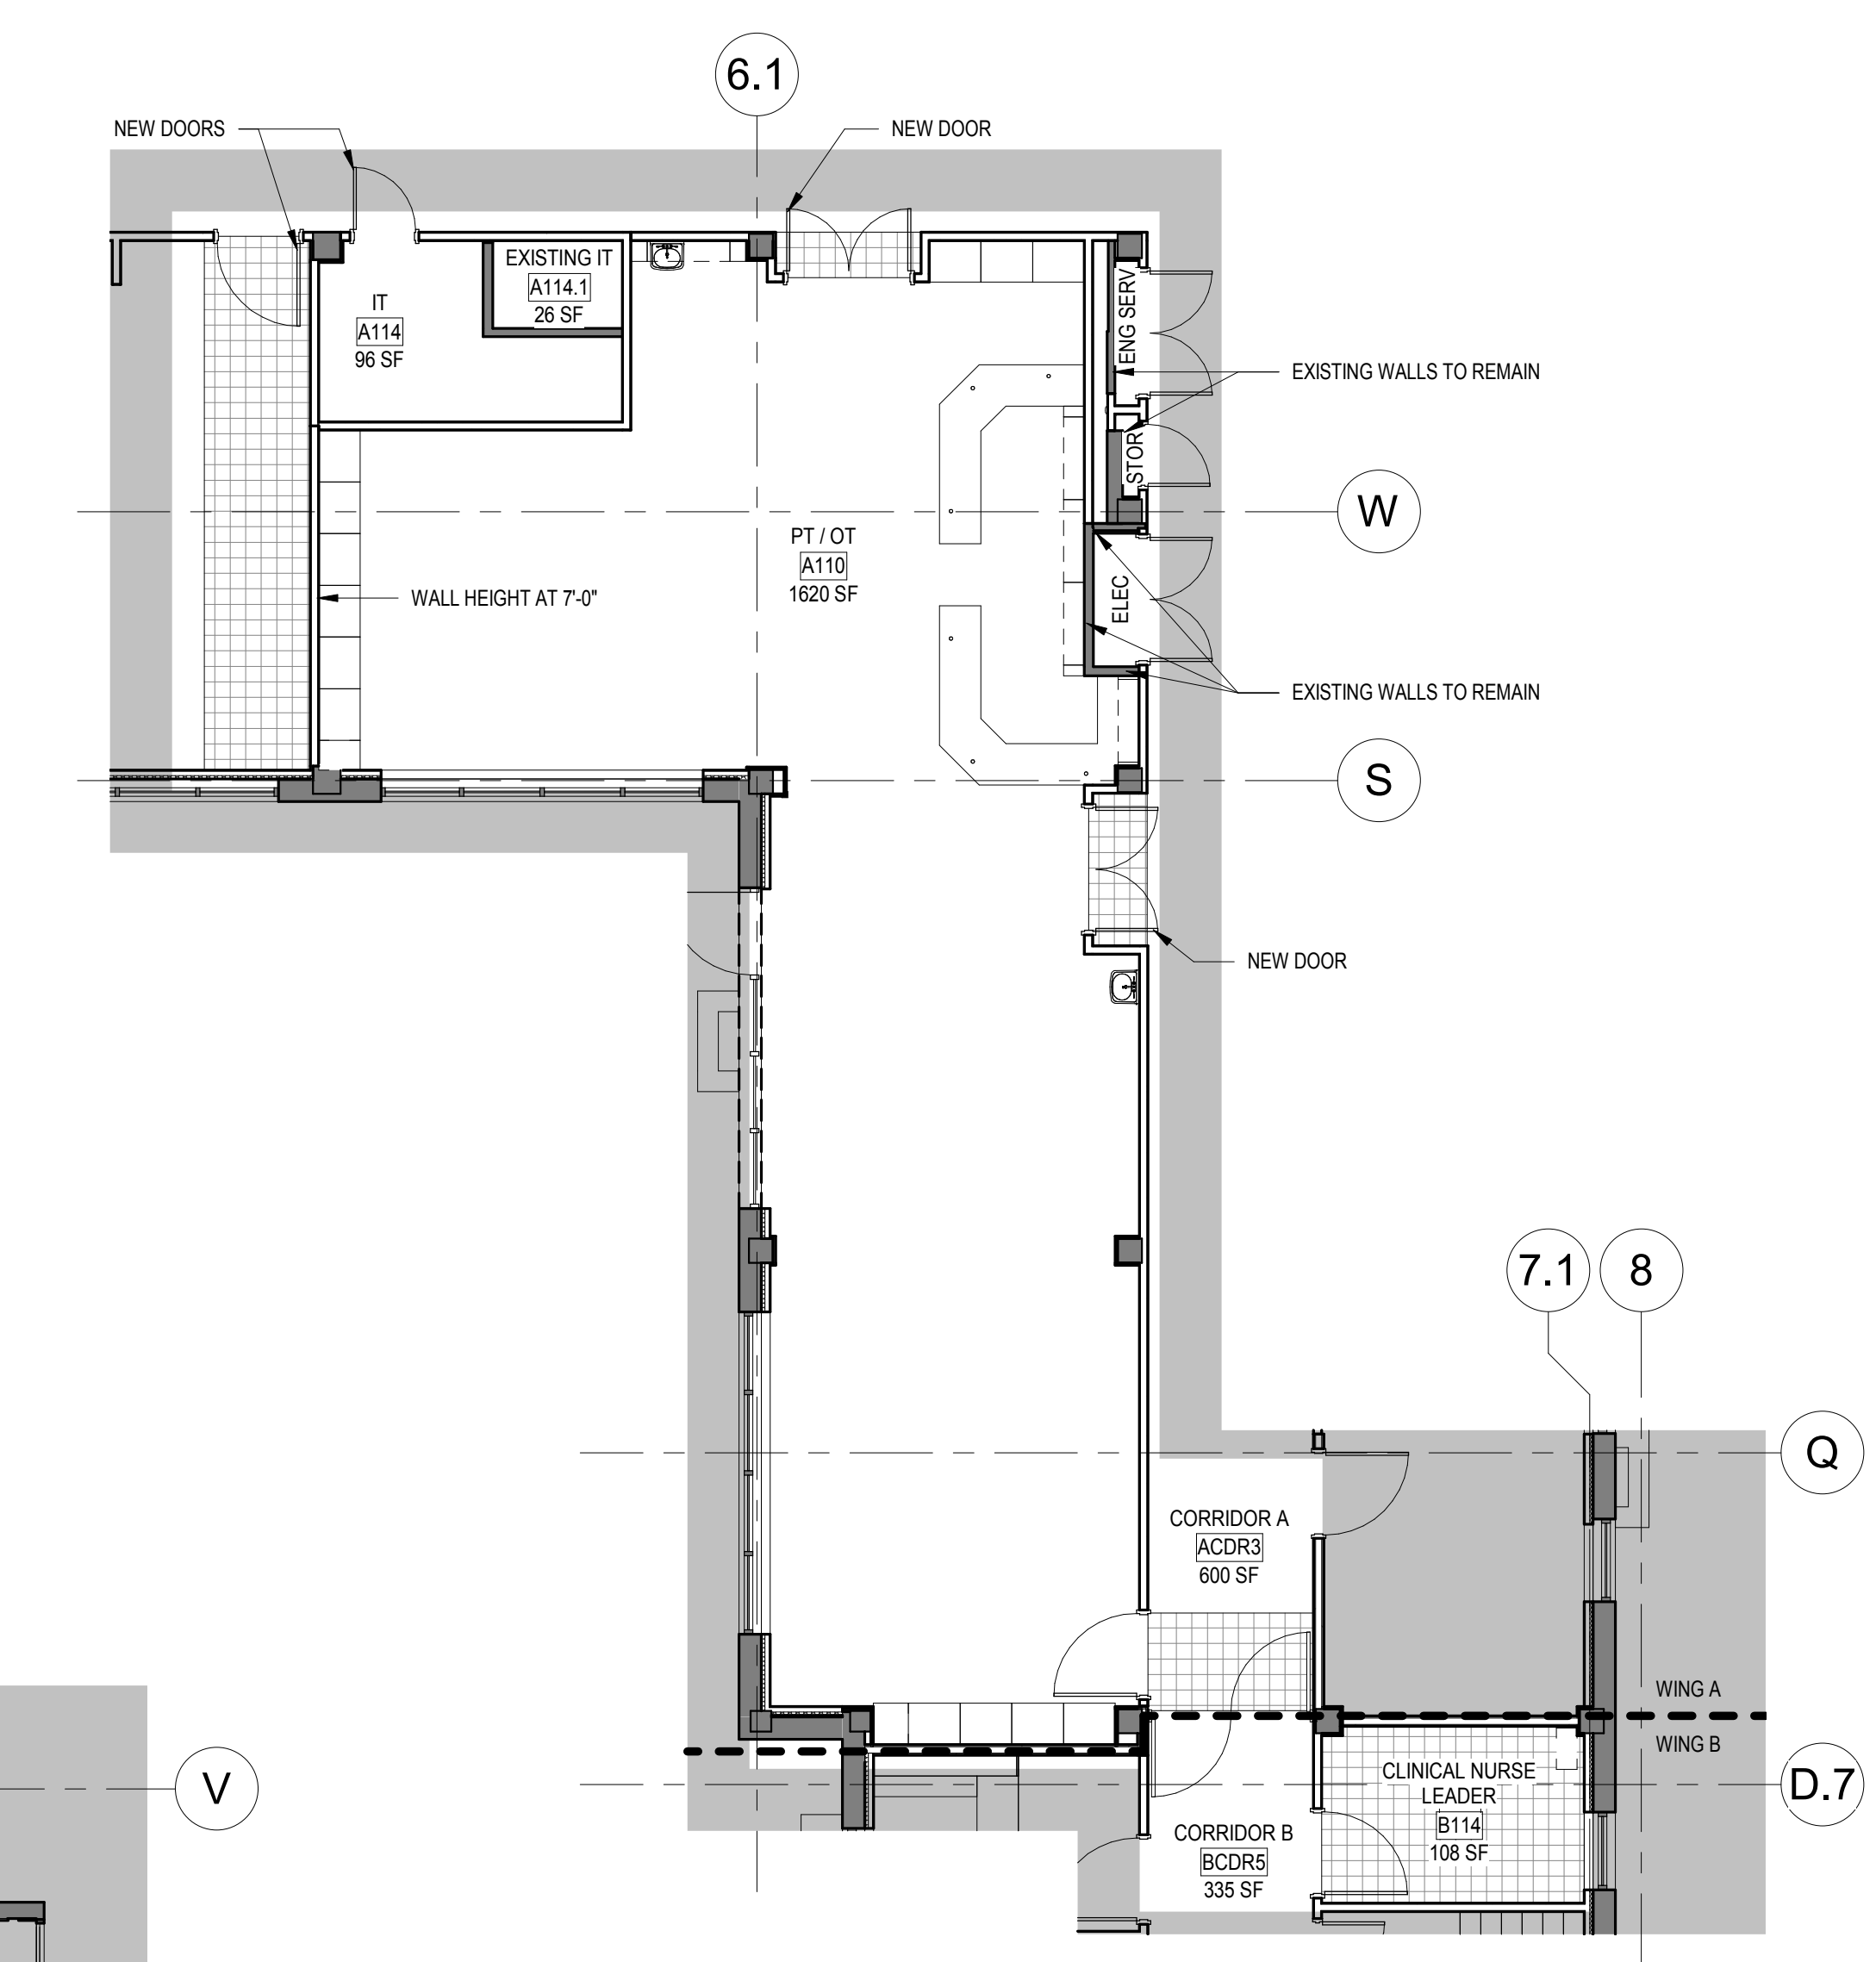 6.1
NEW DOORS
NEW DOOR
EXISTING IT
A114.1
26 SF
IT
A114
96 SF
ENG SERV
EXISTING WALLS TO REMAIN
STOR
W
PT / OT
A110
1620 SF
WALL HEIGHT AT 7'-0"
ELEC
EXISTING WALLS TO REMAIN
S
NEW DOOR
7.1
8
Q
CORRIDOR A
ACDR3
600 SF
WING A
WING B
V
CLINICAL NURSE
LEADER
B114
108 SF
D.7
CORRIDOR B
BCDR5
335 SF